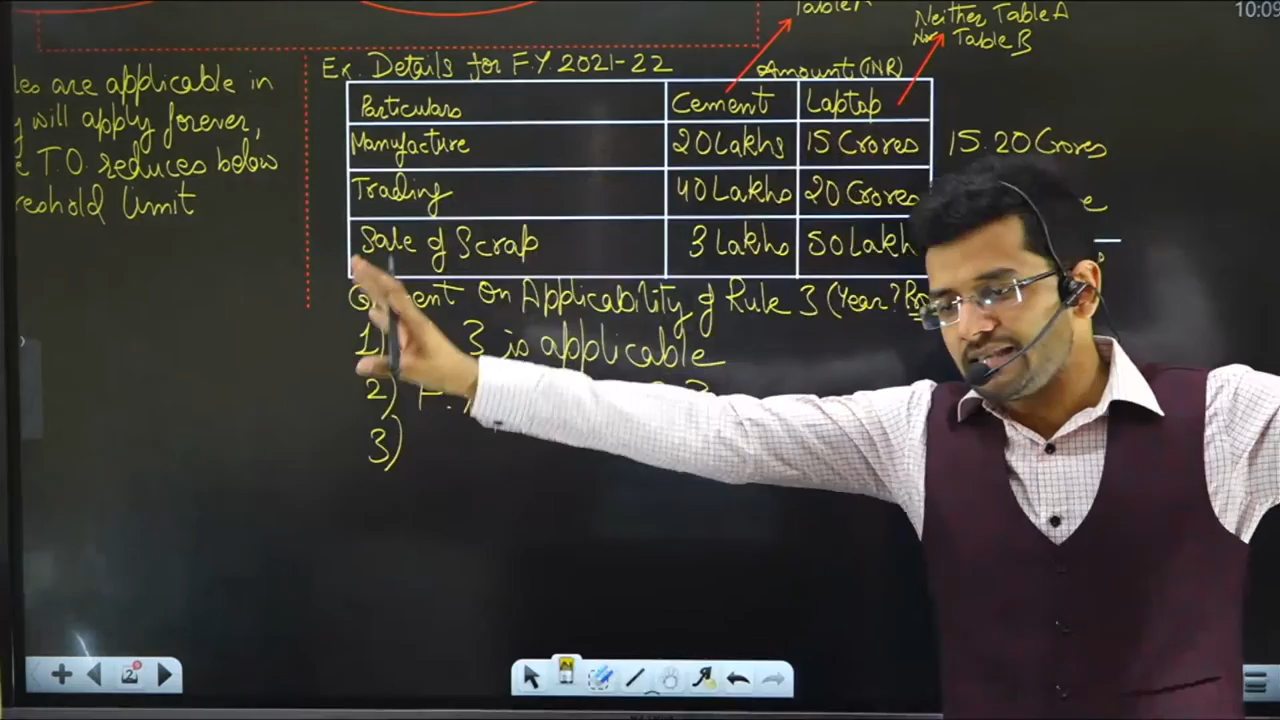 Table A
Neither Table A
Nor Table B
10:09
les are applicable in
will apply forever,
e T.O. reduces below
reshold limit
Ex. Details for F.Y. 2021-22
Amount (INR)
Particulars Cement Laptop
Manufacture 20 Lakhs 15 Crores 15.20 Crores
Trading 40 Lakhs 20 Crores
Sale of Scrap 3 Lakhs 50 Lakh
On Applicability of Rule 3 (Year?
1) 3 is applicable
2) F.
3)
2